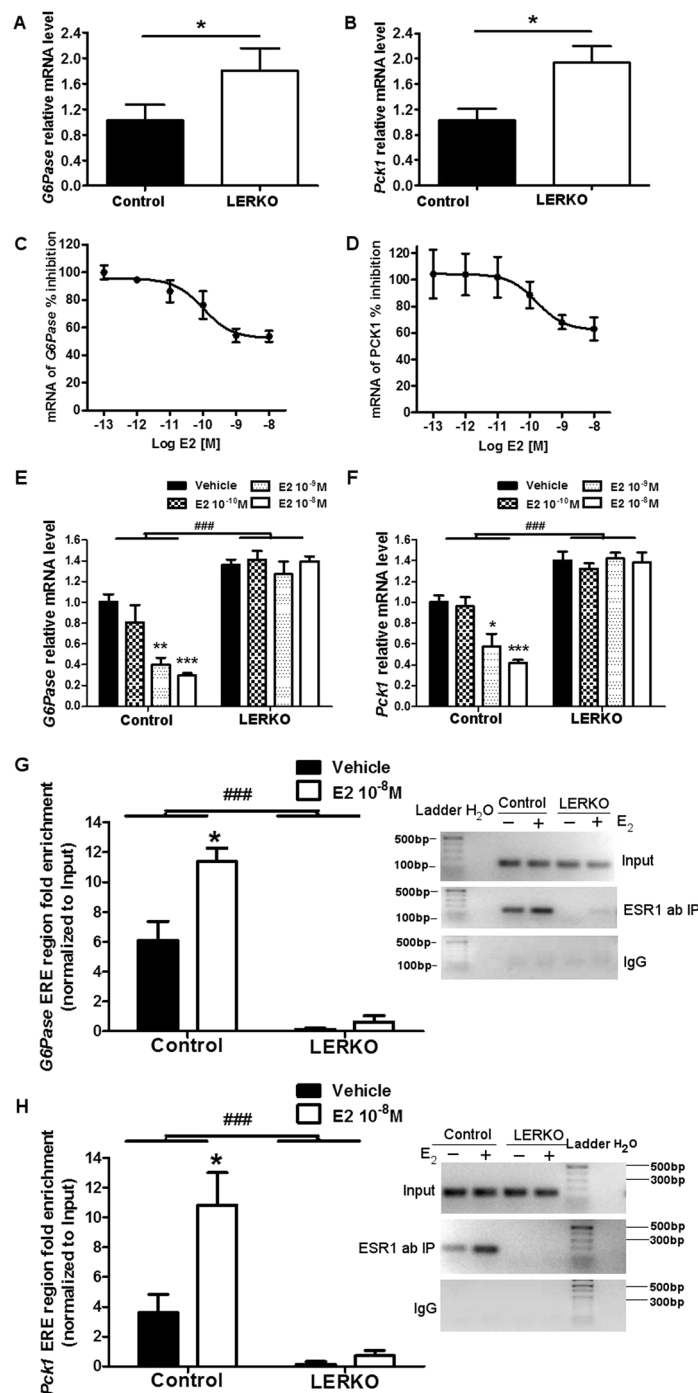 A
*
G6Pase relative mRNA level
2.4
2.0
1.6
1.2
0.8
0.4
0.0
Control
LERKO
B
*
Pck1 relative mRNA level
2.4
2.0
1.6
1.2
0.8
0.4
0.0
Control
LERKO
C
mRNA of G6Pase % inhibition
120
100
80
60
40
20
0
-13 -12 -11 -10 -9 -8
Log E2 [M]
D
mRNA of PCK1 % inhibition
120
100
80
60
40
20
0
-13 -12 -11 -10 -9 -8
Log E2 [M]
E
Vehicle
E2 10⁻⁹M
E2 10⁻¹⁰M
E2 10⁻⁸M
###
G6Pase relative mRNA level
1.6
1.4
1.2
1.0
0.8
0.6
0.4
0.2
0.0
**
***
Control
LERKO
F
Vehicle
E2 10⁻⁹M
E2 10⁻¹⁰M
E2 10⁻⁸M
###
Pck1 relative mRNA level
1.6
1.4
1.2
1.0
0.8
0.6
0.4
0.2
0.0
*
***
Control
LERKO
G
Vehicle
E2 10⁻⁸M
###
G6Pase ERE region fold enrichment
(normalized to Input)
14
12
10
8
6
4
2
0
*
Control
LERKO
Ladder H₂O Control LERKO
− + − + E₂
500bp
100bp
Input
500bp
100bp
ESR1 ab IP
500bp
100bp
IgG
H
Vehicle
E2 10⁻⁸M
###
Pck1 ERE region fold enrichment
(normalized to Input)
14
12
10
8
6
4
2
0
*
Control
LERKO
Control LERKO Ladder H₂O
E₂ − + − +
Input
500bp
300bp
ESR1 ab IP
500bp
300bp
IgG
500bp
300bp